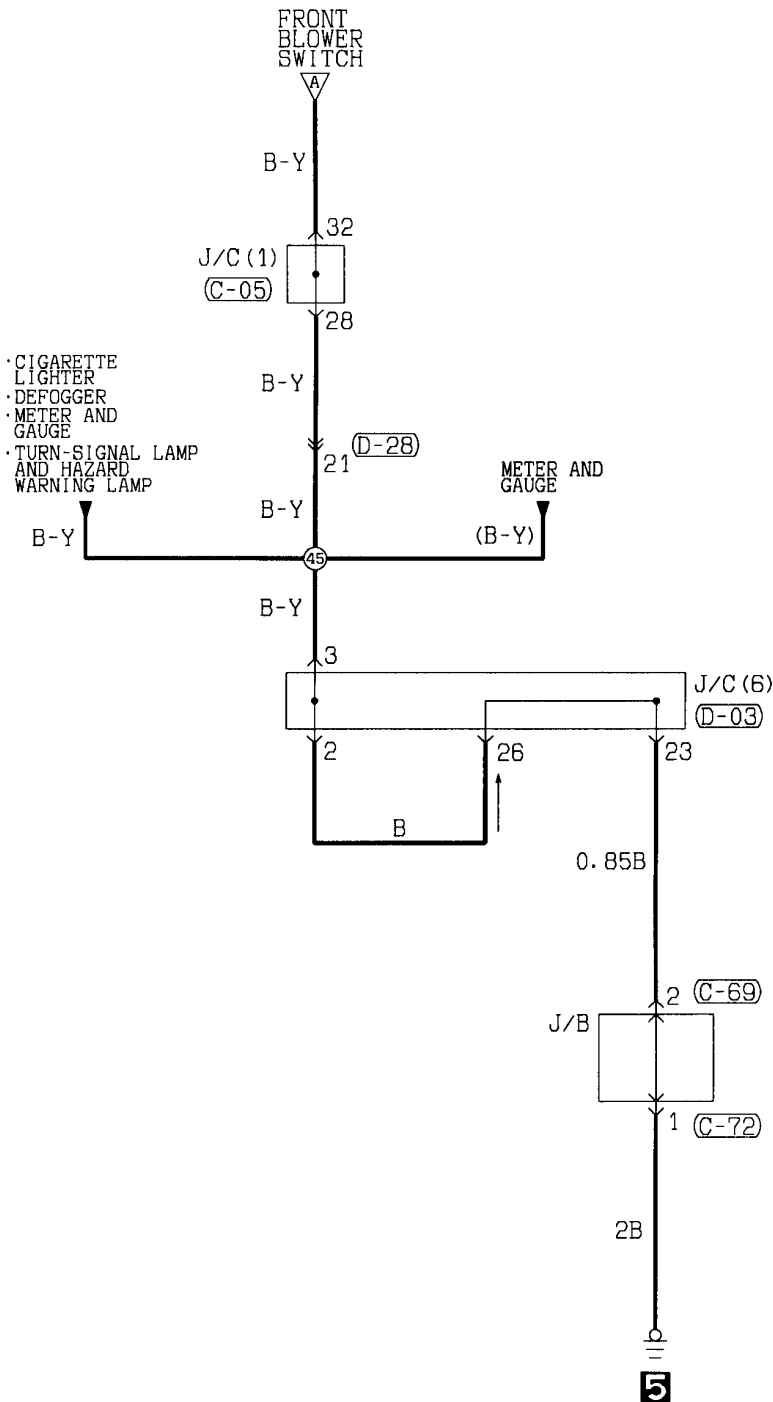 FRONT
BLOWER
SWITCH
A
B-Y
32
J/C(1)
C-05
28
B-Y
D-28
21
·CIGARETTE
LIGHTER
·DEFOGGER
·METER AND
GAUGE
·TURN-SIGNAL LAMP
AND HAZARD
WARNING LAMP
METER AND
GAUGE
B-Y
B-Y
(B-Y)
45
B-Y
3
J/C(6)
D-03
2
26
23
B
0.85B
2
C-69
J/B
1
C-72
2B
5